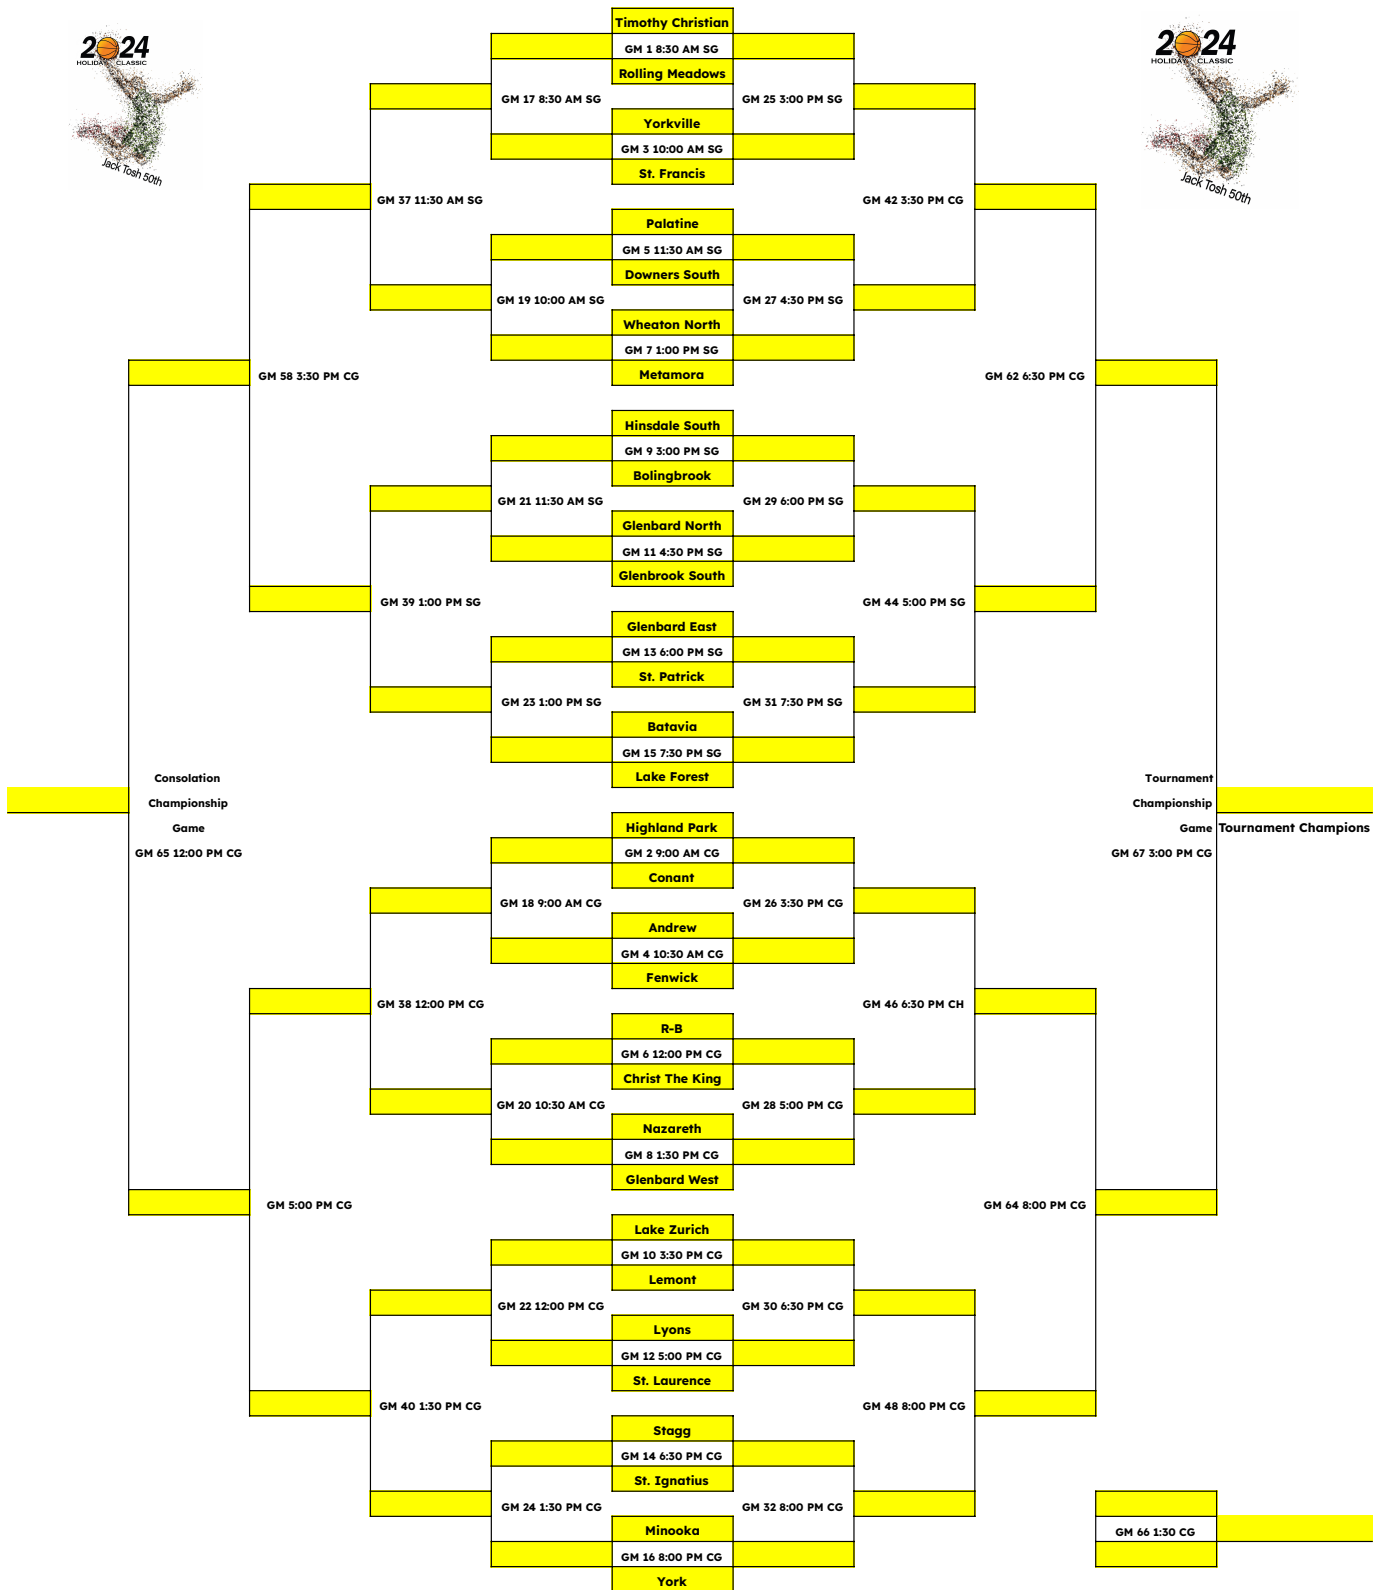 Timothy Christian
2024
HOLIDAY CLASSIC
Jack Tosh 50th
2024
HOLIDAY CLASSIC
Jack Tosh 50th
GM 1 8:30 AM SG
Rolling Meadows
GM 17 8:30 AM SG
GM 25 3:00 PM SG
Yorkville
GM 3 10:00 AM SG
St. Francis
GM 37 11:30 AM SG
GM 42 3:30 PM CG
Palatine
GM 5 11:30 AM SG
Downers South
GM 19 10:00 AM SG
GM 27 4:30 PM SG
Wheaton North
GM 7 1:00 PM SG
Metamora
GM 58 3:30 PM CG
GM 62 6:30 PM CG
Hinsdale South
GM 9 3:00 PM SG
Bolingbrook
GM 21 11:30 AM SG
GM 29 6:00 PM SG
Glenbard North
GM 11 4:30 PM SG
Glenbrook South
GM 39 1:00 PM SG
GM 44 5:00 PM SG
Glenbard East
GM 13 6:00 PM SG
St. Patrick
GM 23 1:00 PM SG
GM 31 7:30 PM SG
Batavia
GM 15 7:30 PM SG
Lake Forest
Consolation
Championship
Game
GM 65 12:00 PM CG
Tournament
Championship
Game
Tournament Champions
GM 67 3:00 PM CG
Highland Park
GM 2 9:00 AM CG
Conant
GM 18 9:00 AM CG
GM 26 3:30 PM CG
Andrew
GM 4 10:30 AM CG
Fenwick
GM 38 12:00 PM CG
GM 46 6:30 PM CH
R-B
GM 6 12:00 PM CG
Christ The King
GM 20 10:30 AM CG
GM 28 5:00 PM CG
Nazareth
GM 8 1:30 PM CG
Glenbard West
GM 5:00 PM CG
GM 64 8:00 PM CG
Lake Zurich
GM 10 3:30 PM CG
Lemont
GM 22 12:00 PM CG
GM 30 6:30 PM CG
Lyons
GM 12 5:00 PM CG
St. Laurence
GM 40 1:30 PM CG
GM 48 8:00 PM CG
Stagg
GM 14 6:30 PM CG
St. Ignatius
GM 24 1:30 PM CG
GM 32 8:00 PM CG
Minooka
GM 16 8:00 PM CG
York
GM 66 1:30 CG